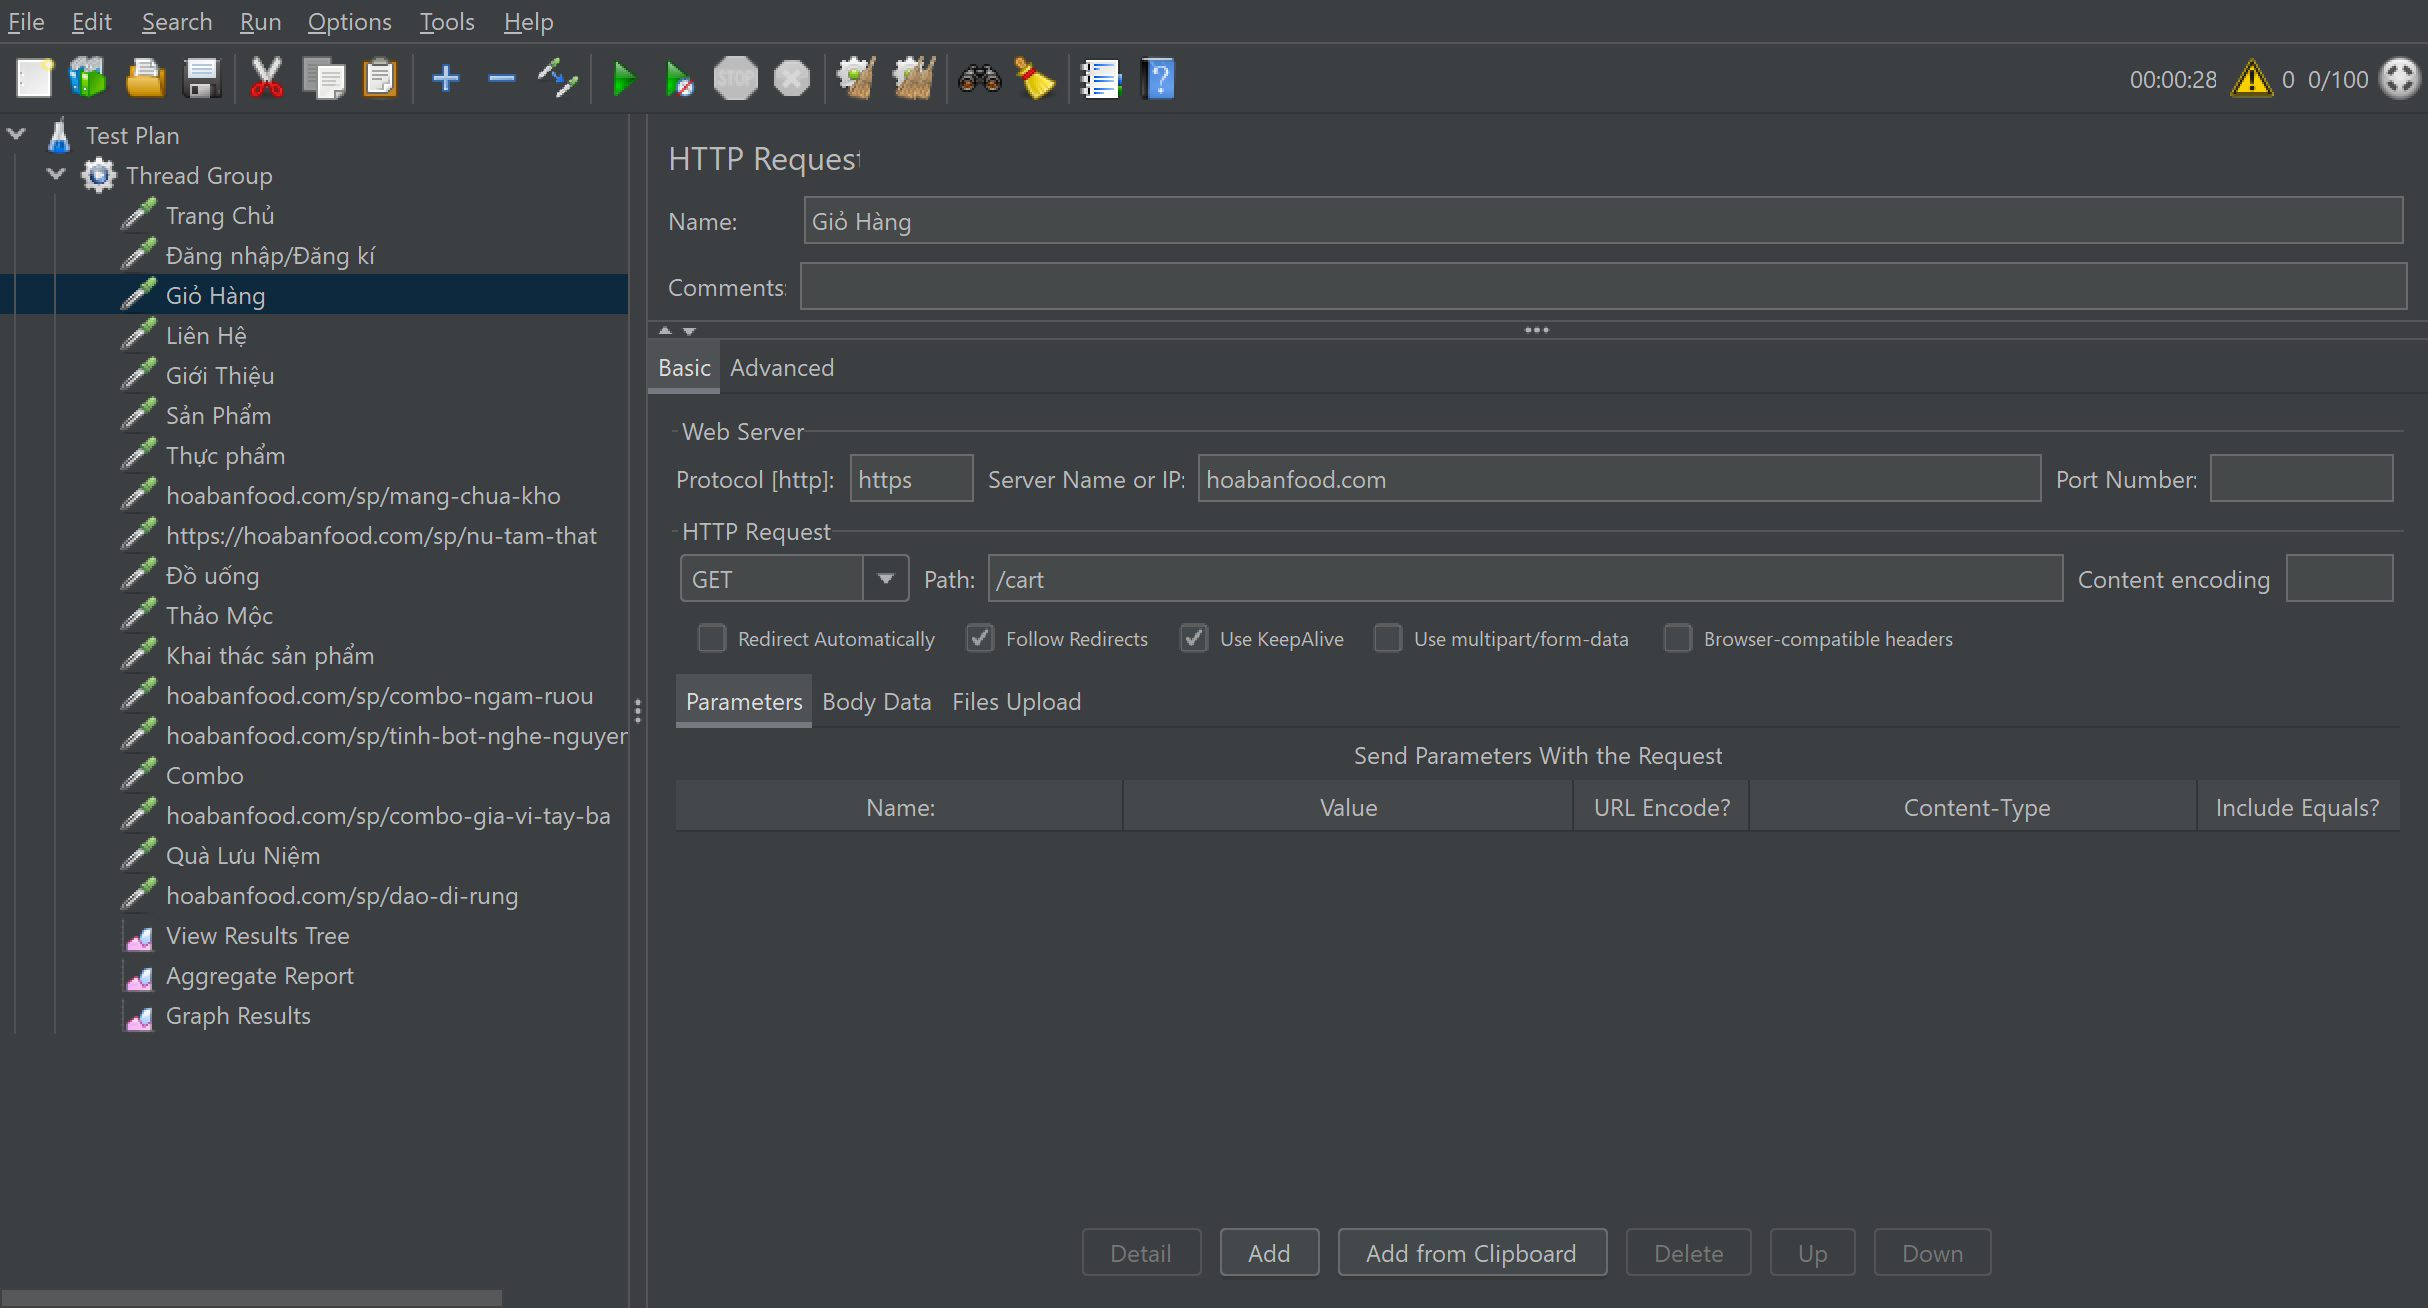 File Edit Search Run Options Tools Help
STOP
00:00:28 0 0/100
Test Plan
Thread Group
Trang Chủ
Đăng nhập/Đăng kí
Giỏ Hàng
Liên Hệ
Giới Thiệu
Sản Phẩm
Thực phẩm
hoabanfood.com/sp/mang-chua-kho
https://hoabanfood.com/sp/nu-tam-that
Đồ uống
Thảo Mộc
Khai thác sản phẩm
hoabanfood.com/sp/combo-ngam-ruou
hoabanfood.com/sp/tinh-bot-nghe-nguyen
Combo
hoabanfood.com/sp/combo-gia-vi-tay-ba
Quà Lưu Niệm
hoabanfood.com/sp/dao-di-rung
View Results Tree
Aggregate Report
Graph Results
HTTP Request
Name: Giỏ Hàng
Comments:
Basic Advanced
Web Server
Protocol [http]: https Server Name or IP: hoabanfood.com Port Number:
HTTP Request
GET Path: /cart Content encoding
Redirect Automatically Follow Redirects Use KeepAlive Use multipart/form-data Browser-compatible headers
Parameters Body Data Files Upload
Send Parameters With the Request
Name: Value URL Encode? Content-Type Include Equals?
Detail Add Add from Clipboard Delete Up Down